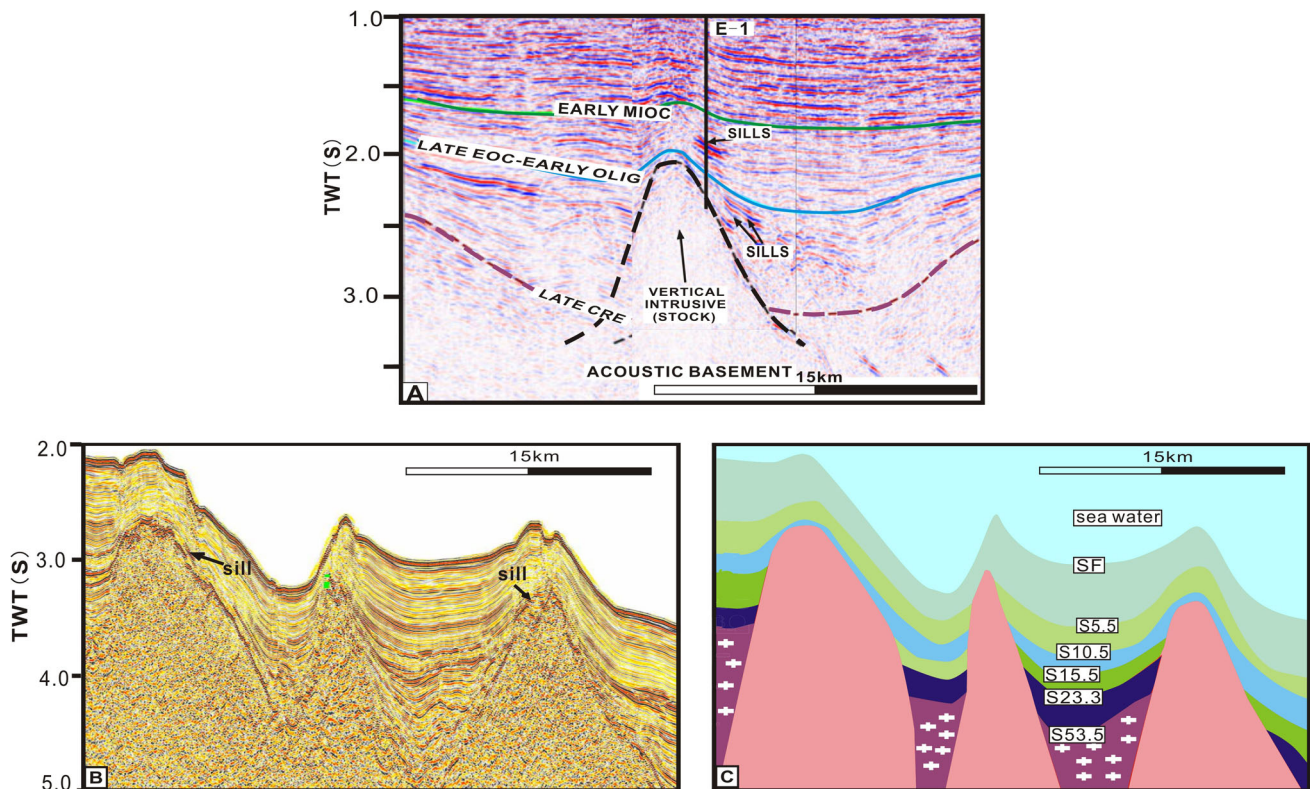 1.0
E-1
EARLY MIOC
SILLS
2.0
LATE EOC-EARLY OLIG
TWT(S)
SILLS
3.0
LATE CRE
VERTICAL
INTRUSIVE
(STOCK)
ACOUSTIC BASEMENT
15km
A
2.0
15km
3.0
sill
sill
TWT(S)
4.0
5.0
B
15km
sea water
SF
S5.5
S10.5
S15.5
S23.3
S53.5
C